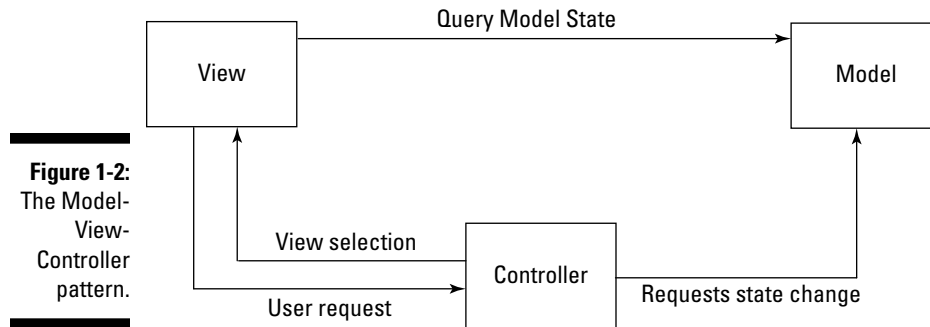 Query Model State
View
Model
Figure 1-2:
The Model-
View-
Controller
pattern.
View selection
Controller
User request
Requests state change